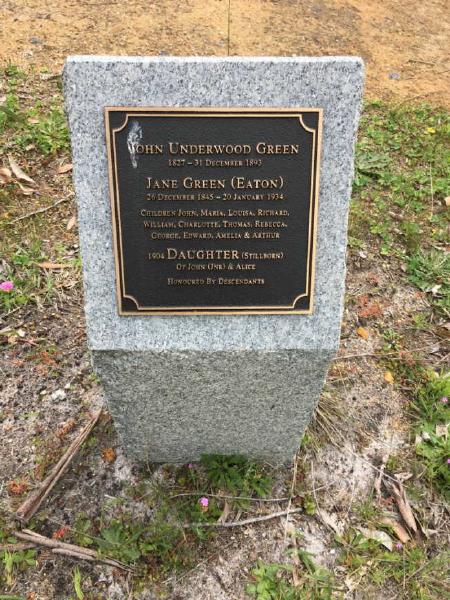 John Underwood Green
1827 – 31 December 1893
Jane Green (Eaton)
26 December 1845 – 20 January 1934
Children John, Maria, Louisa, Richard,
William, Charlotte, Thomas, Rebecca,
George, Edward, Amelia & Arthur
1904 Daughter (Stillborn)
Of John (Jnr) & Alice
Honoured By Descendants